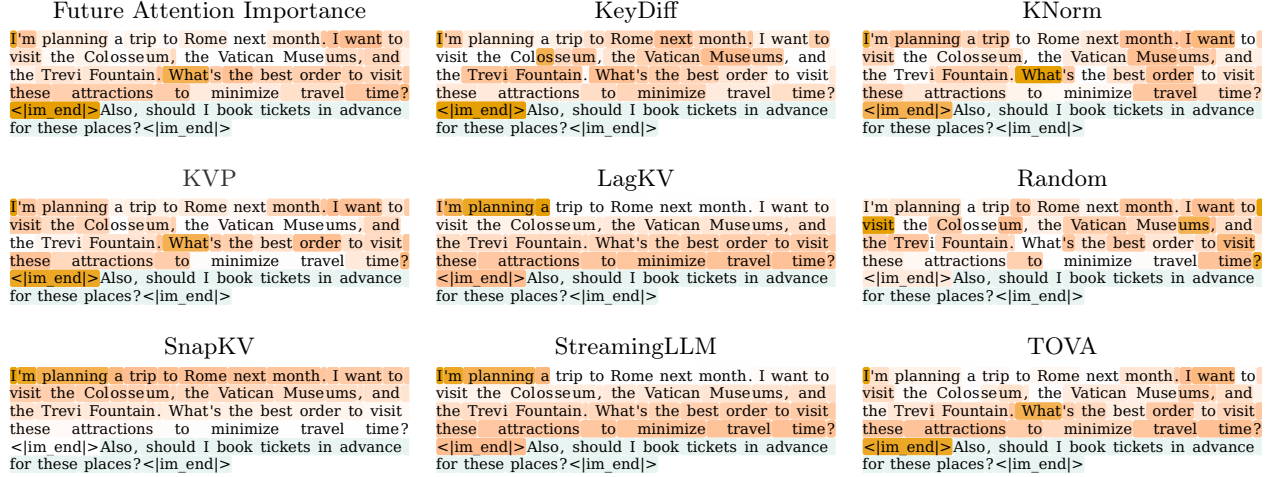 Future Attention Importance
I'm planning a trip to Rome next month. I want to
visit the Colosseum, the Vatican Museums, and
the Trevi Fountain. What's the best order to visit
these attractions to minimize travel time?
<|im_end|>Also, should I book tickets in advance
for these places?<|im_end|>
KeyDiff
I'm planning a trip to Rome next month. I want to
visit the Colosseum, the Vatican Museums, and
the Trevi Fountain. What's the best order to visit
these attractions to minimize travel time?
<|im_end|>Also, should I book tickets in advance
for these places?<|im_end|>
KNorm
I'm planning a trip to Rome next month. I want to
visit the Colosseum, the Vatican Museums, and
the Trevi Fountain. What's the best order to visit
these attractions to minimize travel time?
<|im_end|>Also, should I book tickets in advance
for these places?<|im_end|>
KVP
I'm planning a trip to Rome next month. I want to
visit the Colosseum, the Vatican Museums, and
the Trevi Fountain. What's the best order to visit
these attractions to minimize travel time?
<|im_end|>Also, should I book tickets in advance
for these places?<|im_end|>
LagKV
I'm planning a trip to Rome next month. I want to
visit the Colosseum, the Vatican Museums, and
the Trevi Fountain. What's the best order to visit
these attractions to minimize travel time?
<|im_end|>Also, should I book tickets in advance
for these places?<|im_end|>
Random
I'm planning a trip to Rome next month. I want to
visit the Colosseum, the Vatican Museums, and
the Trevi Fountain. What's the best order to visit
these attractions to minimize travel time?
<|im_end|>Also, should I book tickets in advance
for these places?<|im_end|>
SnapKV
I'm planning a trip to Rome next month. I want to
visit the Colosseum, the Vatican Museums, and
the Trevi Fountain. What's the best order to visit
these attractions to minimize travel time?
<|im_end|>Also, should I book tickets in advance
for these places?<|im_end|>
StreamingLLM
I'm planning a trip to Rome next month. I want to
visit the Colosseum, the Vatican Museums, and
the Trevi Fountain. What's the best order to visit
these attractions to minimize travel time?
<|im_end|>Also, should I book tickets in advance
for these places?<|im_end|>
TOVA
I'm planning a trip to Rome next month. I want to
visit the Colosseum, the Vatican Museums, and
the Trevi Fountain. What's the best order to visit
these attractions to minimize travel time?
<|im_end|>Also, should I book tickets in advance
for these places?<|im_end|>